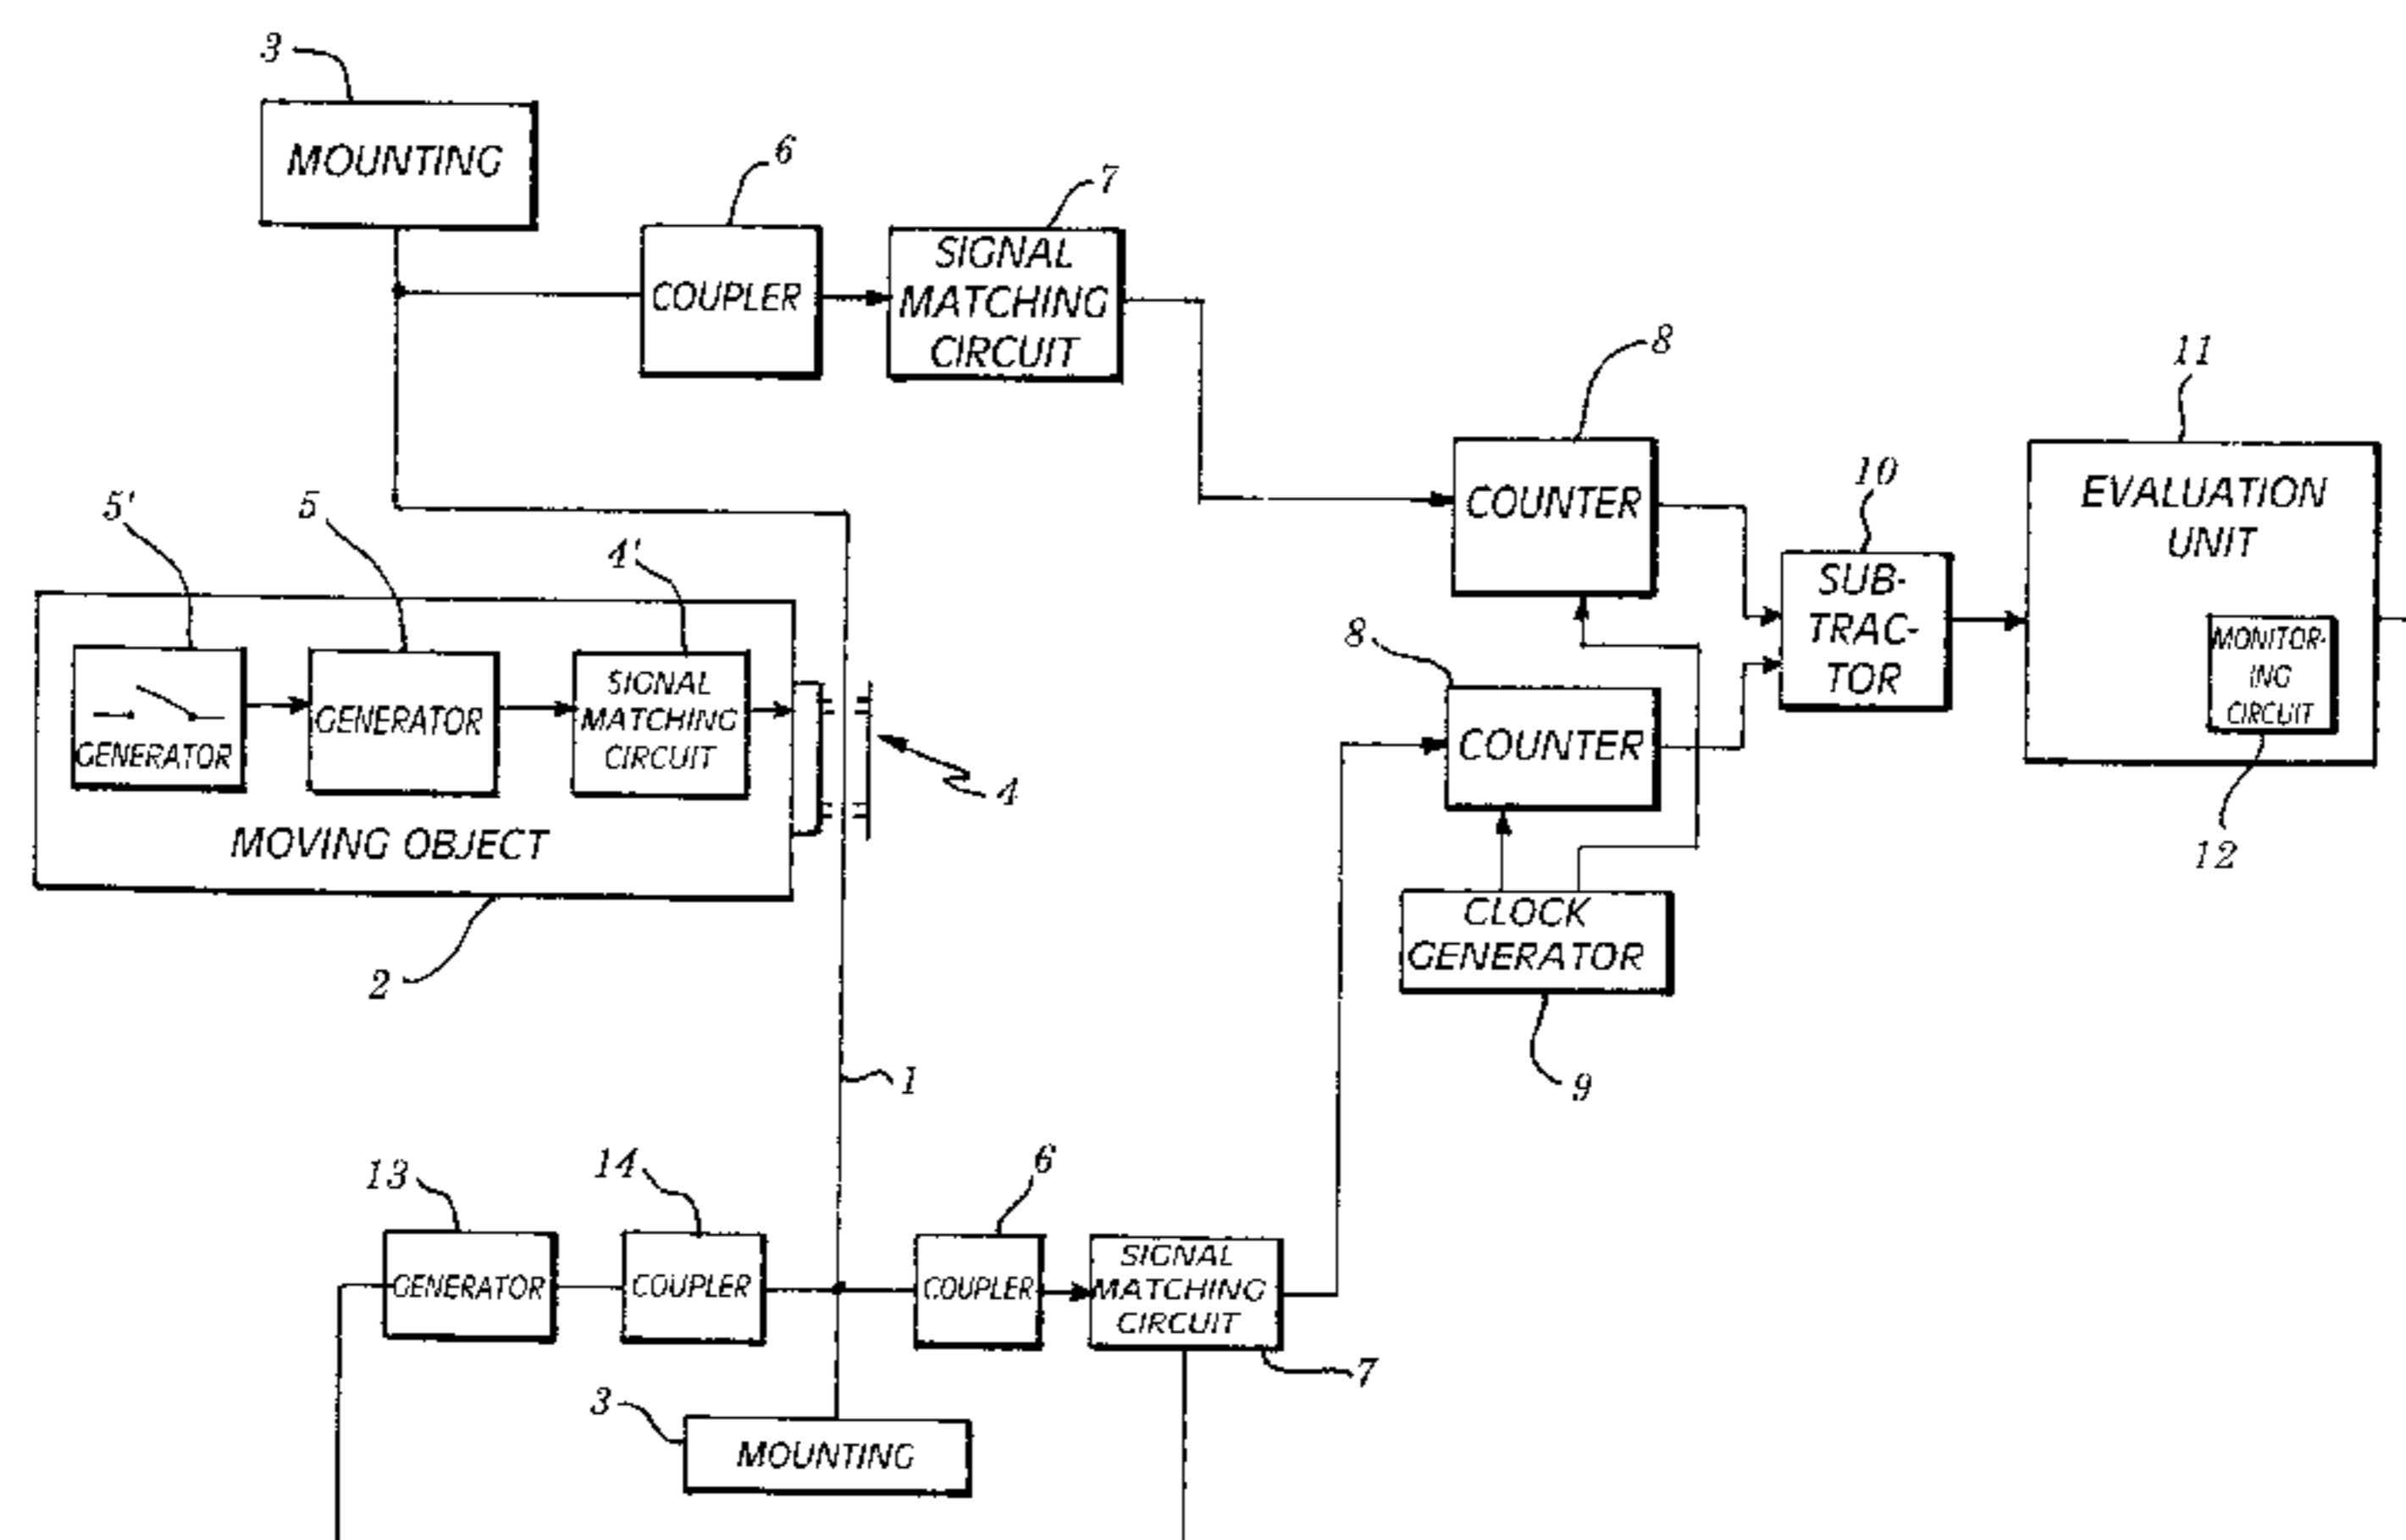 3
MOUNTING
6
COUPLER
7
SIGNAL
MATCHING
CIRCUIT
8
COUNTER
11
EVALUATION
UNIT
10
SUB-
TRAC-
TOR
MONITOR-
ING
CIRCUIT
12
5'
GENERATOR
5
GENERATOR
4'
SIGNAL
MATCHING
CIRCUIT
4
MOVING OBJECT
2
8
COUNTER
CLOCK
GENERATOR
9
1
13
GENERATOR
14
COUPLER
6
COUPLER
SIGNAL
MATCHING
CIRCUIT
7
3
MOUNTING